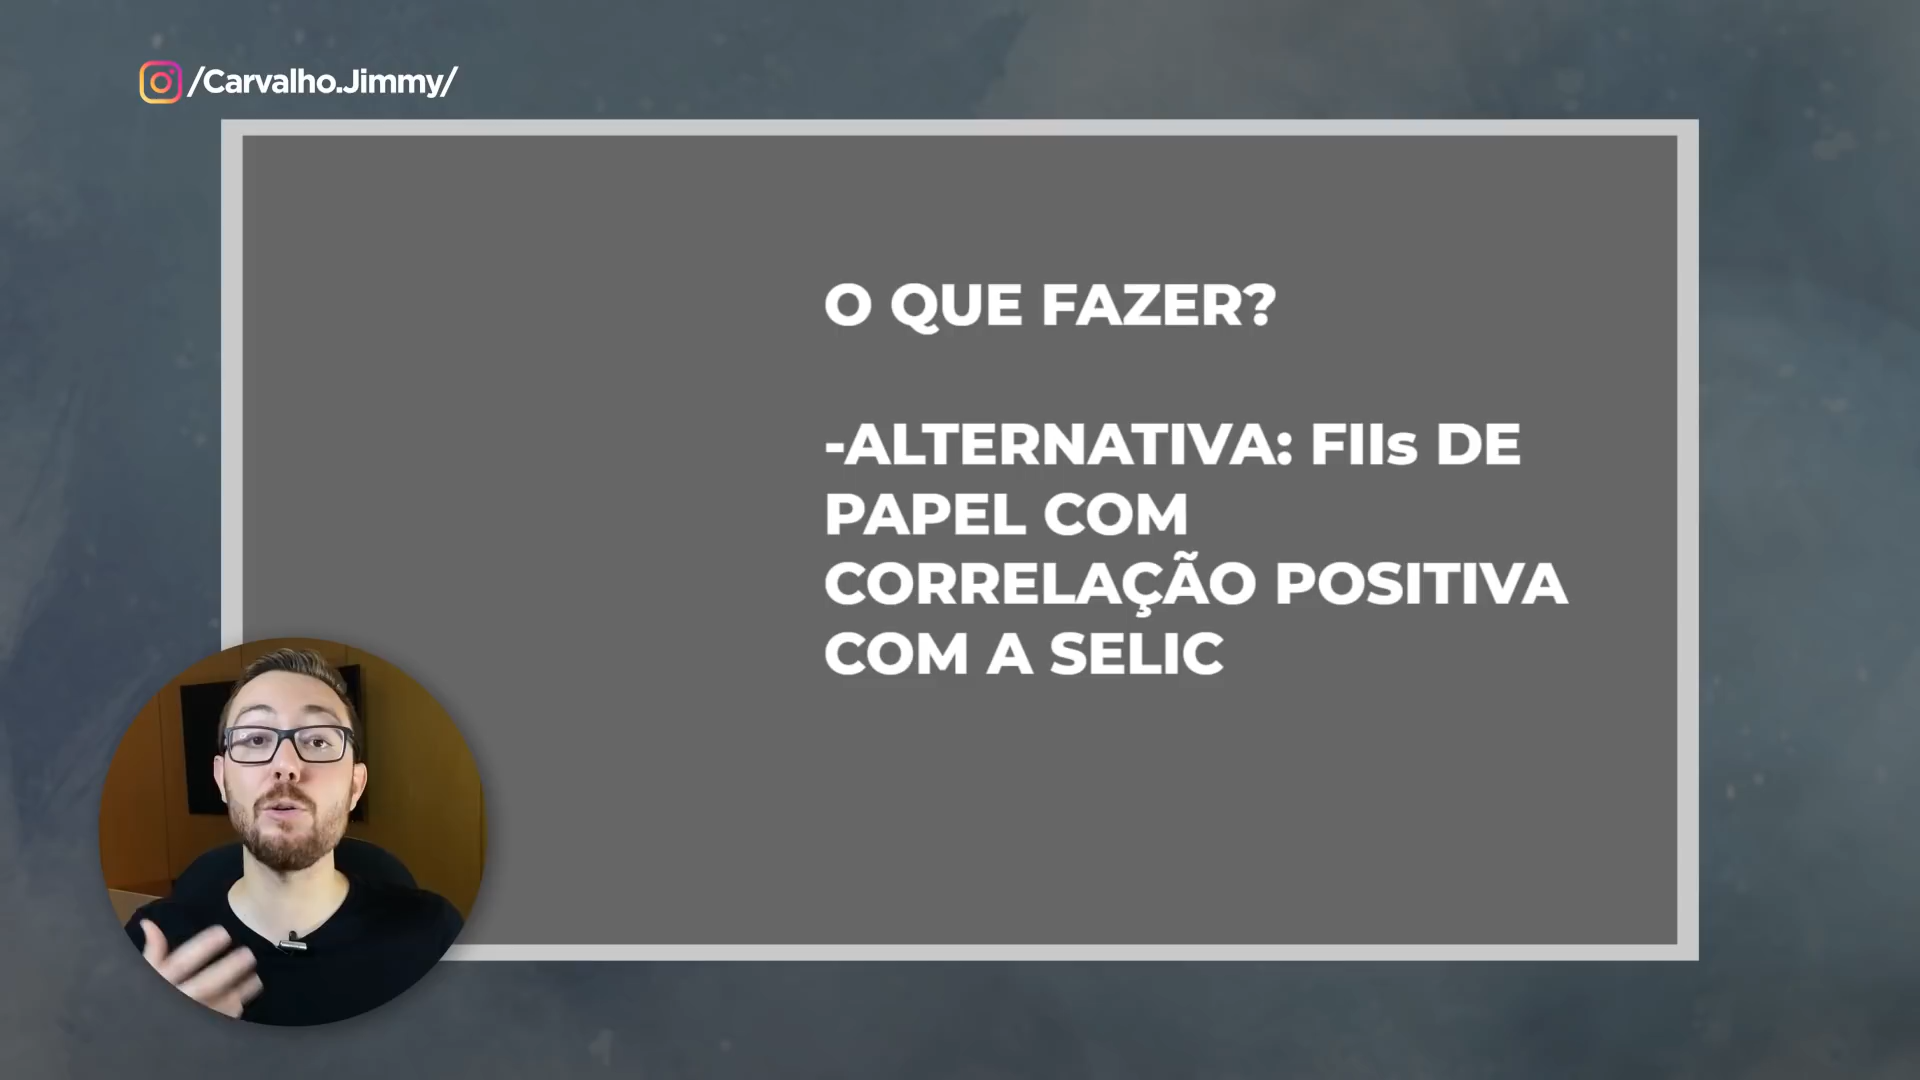 /Carvalho.Jimmy/
O QUE FAZER?
-ALTERNATIVA: FIIs DE
PAPEL COM
CORRELAÇÃO POSITIVA
COM A SELIC